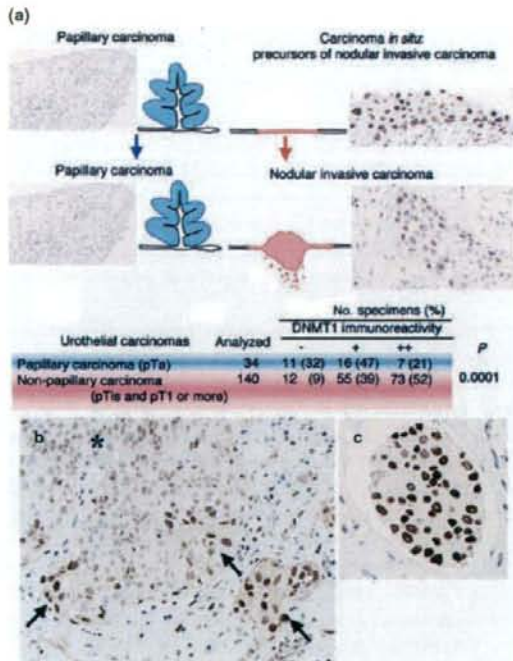 (a)
Papillary carcinoma
Carcinoma in situ:
precursors of nodular invasive carcinoma
Papillary carcinoma
Nodular invasive carcinoma
No. specimens (%)
DNMT1 immunoreactivity
Urothelial carcinomas Analyzed - + ++ P
Papillary carcinoma (pTa) 34 11 (32) 16 (47) 7 (21)
Non-papillary carcinoma 140 12 (9) 55 (39) 73 (52) 0.0001
(pTis and pT1 or more)
b *
c